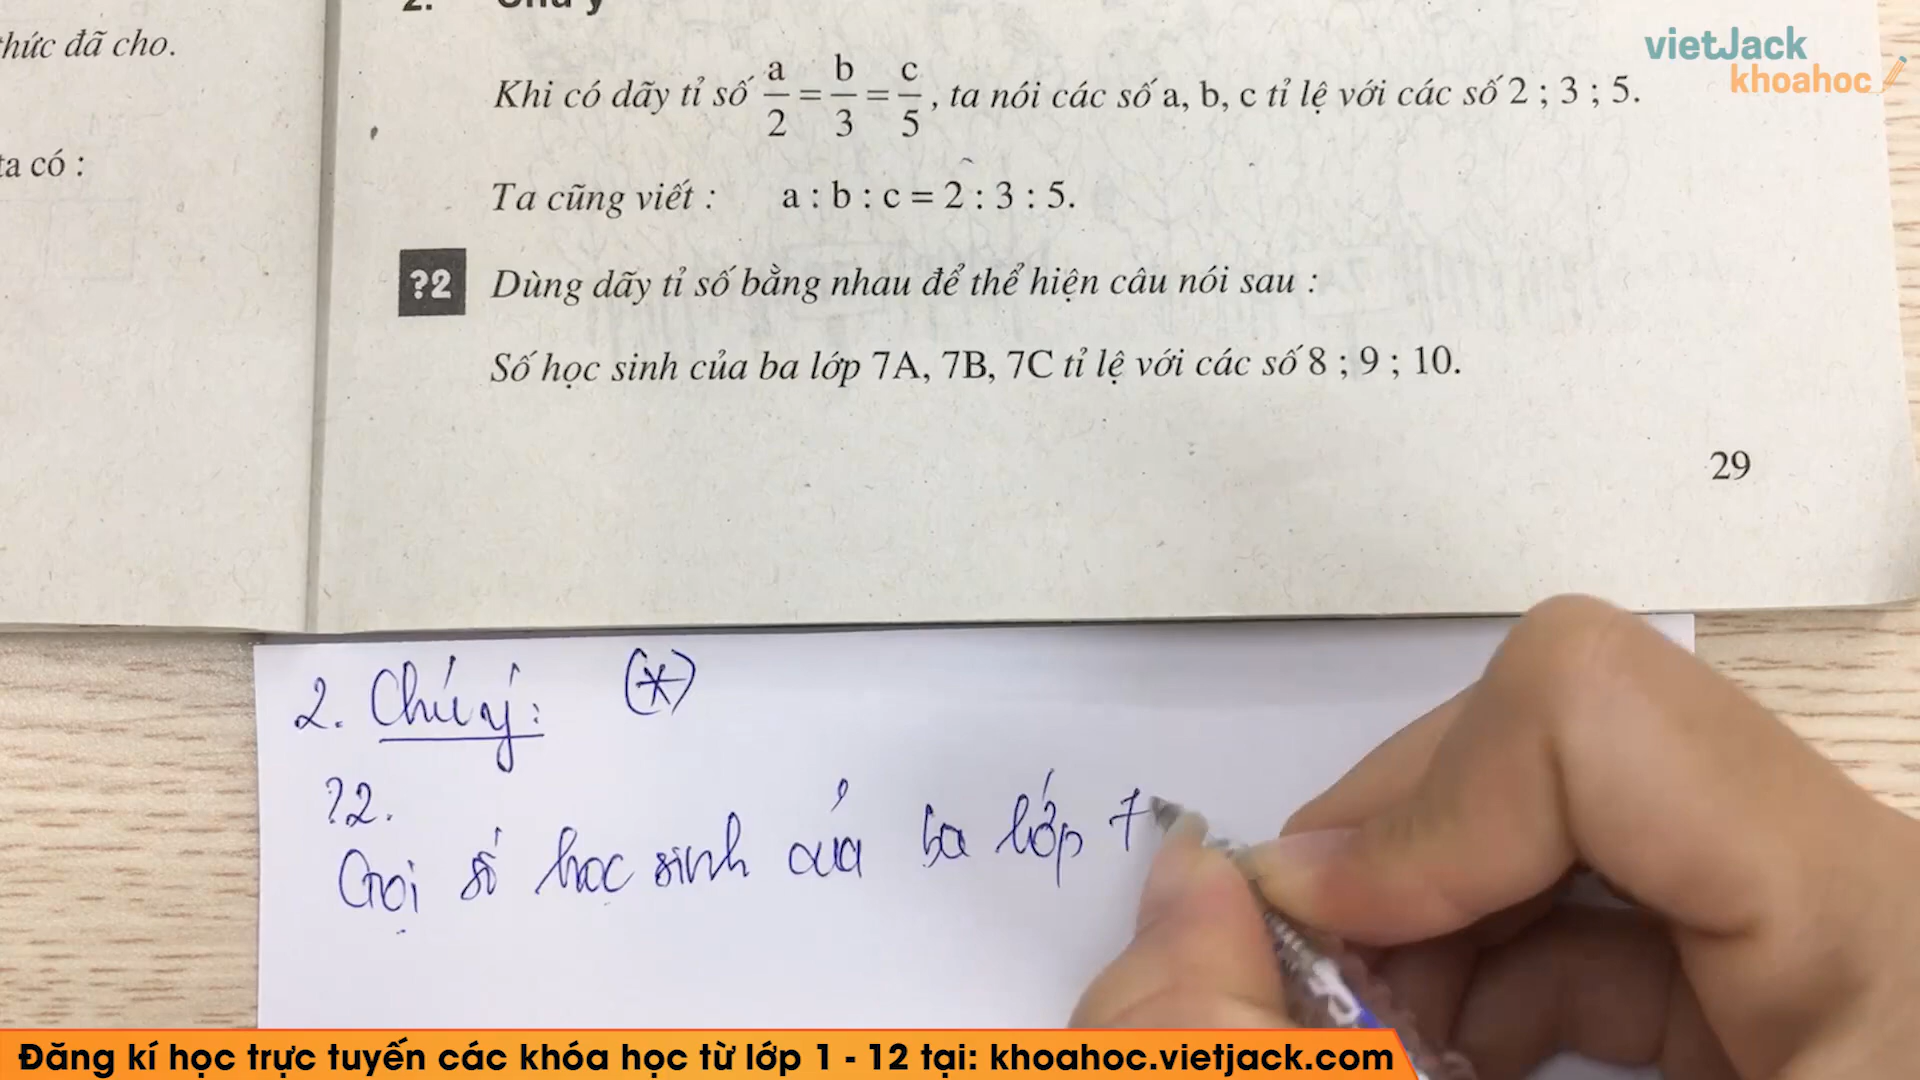 thức đã cho.
ta có :
2. Chú ý
Khi có dãy tỉ số a/2 = b/3 = c/5, ta nói các số a, b, c tỉ lệ với các số 2 ; 3 ; 5.
Ta cũng viết : a : b : c = 2 : 3 : 5.
?2 Dùng dãy tỉ số bằng nhau để thể hiện câu nói sau :
Số học sinh của ba lớp 7A, 7B, 7C tỉ lệ với các số 8 ; 9 ; 10.
29
vietJack
khoahoc
2. Chú ý: (*)
?2.
Gọi số học sinh của ba lớp 7
Đăng kí học trực tuyến các khóa học từ lớp 1 - 12 tại: khoahoc.vietjack.com